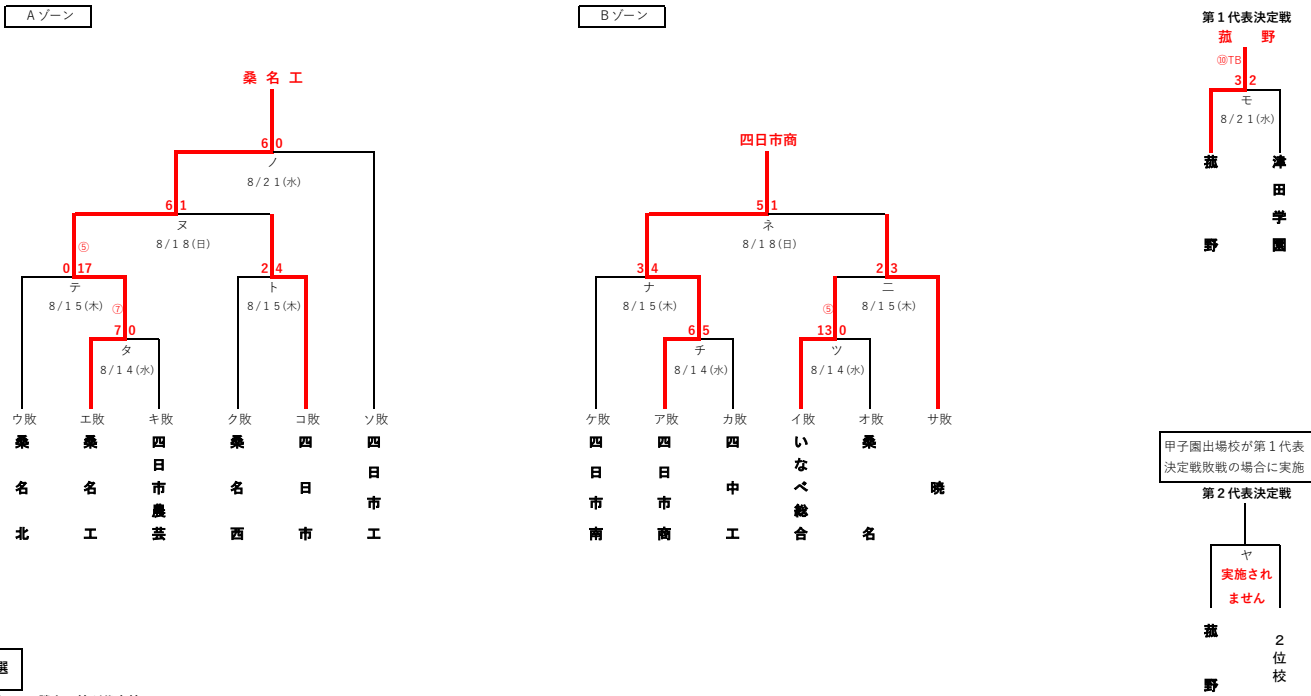 Aゾーン
Bゾーン
第1代表決定戦
菰 野
⑩TB
3 2
モ
8/21(水)
菰野
津田学園
桑名工
6 0
ノ
8/21(水)
6 1
ヌ
8/18(日)
⑤
0 17
テ
8/15(木)
⑦
2 4
ト
8/15(木)
7 0
タ
8/14(水)
ウ敗
エ敗
キ敗
ク敗
コ敗
ソ敗
桑名北
桑名工
四日市農芸
桑名西
四日市
四日市工
四日市商
5 1
ネ
8/18(日)
3 4
ナ
8/15(木)
2 3
ニ
8/15(木)
⑤
6 5
チ
8/14(水)
13 0
ツ
8/14(水)
ケ敗
ア敗
カ敗
イ敗
オ敗
サ敗
四日市南
四日市商
四中工
いなべ総合
桑名
暁
甲子園出場校が第1代表
決定戦敗戦の場合に実施
第2代表決定戦
ヤ
実施され
ません
菰野
2位校
選